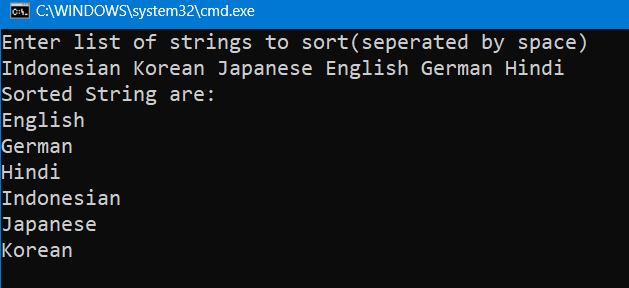 C:\WINDOWS\system32\cmd.exe
Enter list of strings to sort(seperated by space)
Indonesian Korean Japanese English German Hindi
Sorted String are:
English
German
Hindi
Indonesian
Japanese
Korean